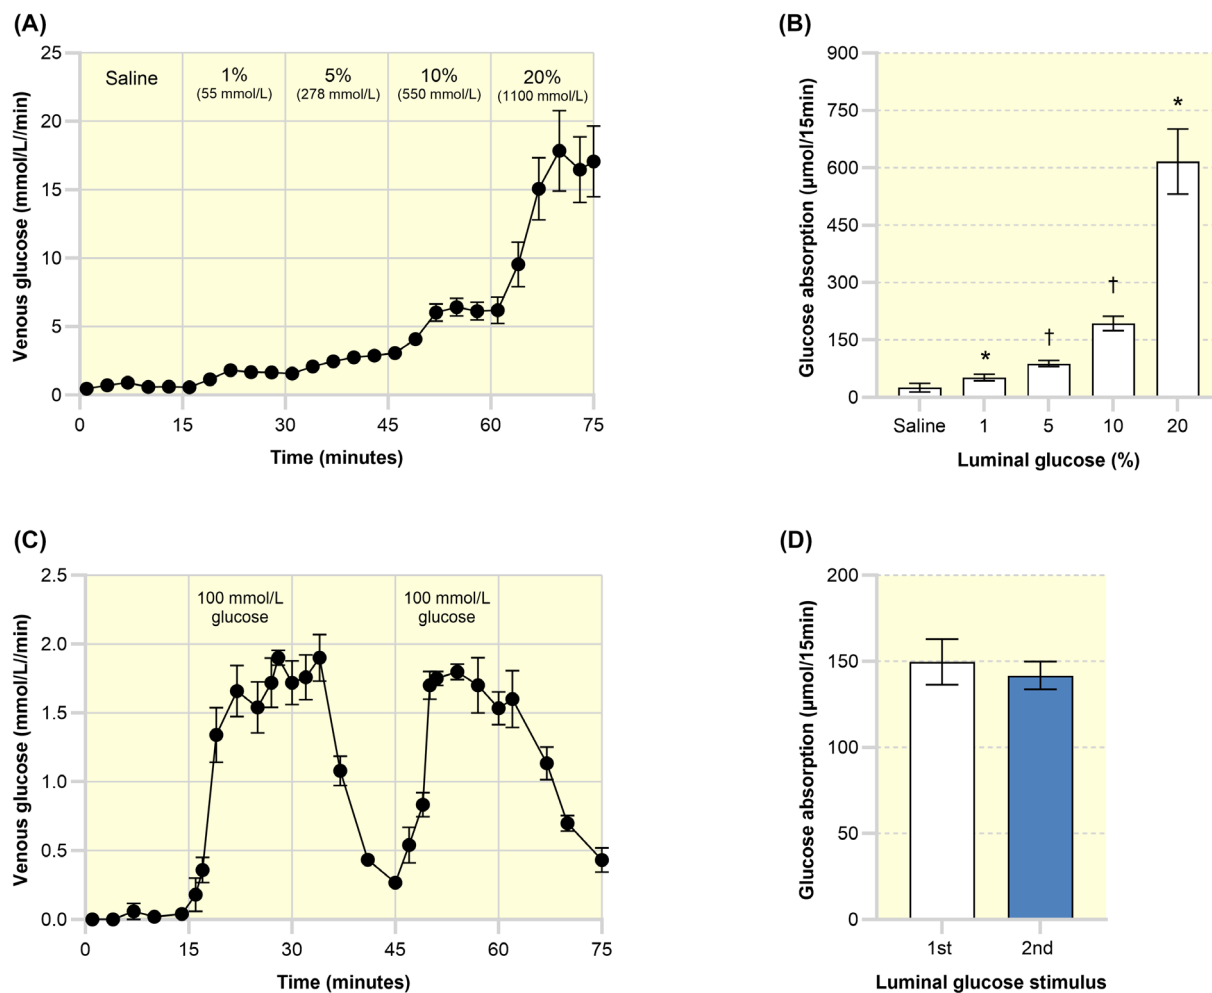 (A)
Venous glucose (mmol/L//min)
25
20
15
10
5
0
Saline
1%
(55 mmol/L)
5%
(278 mmol/L)
10%
(550 mmol/L)
20%
(1100 mmol/L)
0 15 30 45 60 75
Time (minutes)
(B)
Glucose absorption (µmol/15min)
900
750
600
450
300
150
0
*
†
†
*
Saline 1 5 10 20
Luminal glucose (%)
(C)
Venous glucose (mmol/L//min)
2.5
2.0
1.5
1.0
0.5
0.0
100 mmol/L
glucose
100 mmol/L
glucose
0 15 30 45 60 75
Time (minutes)
(D)
Glucose absorption (µmol/15min)
200
150
100
50
0
1st 2nd
Luminal glucose stimulus